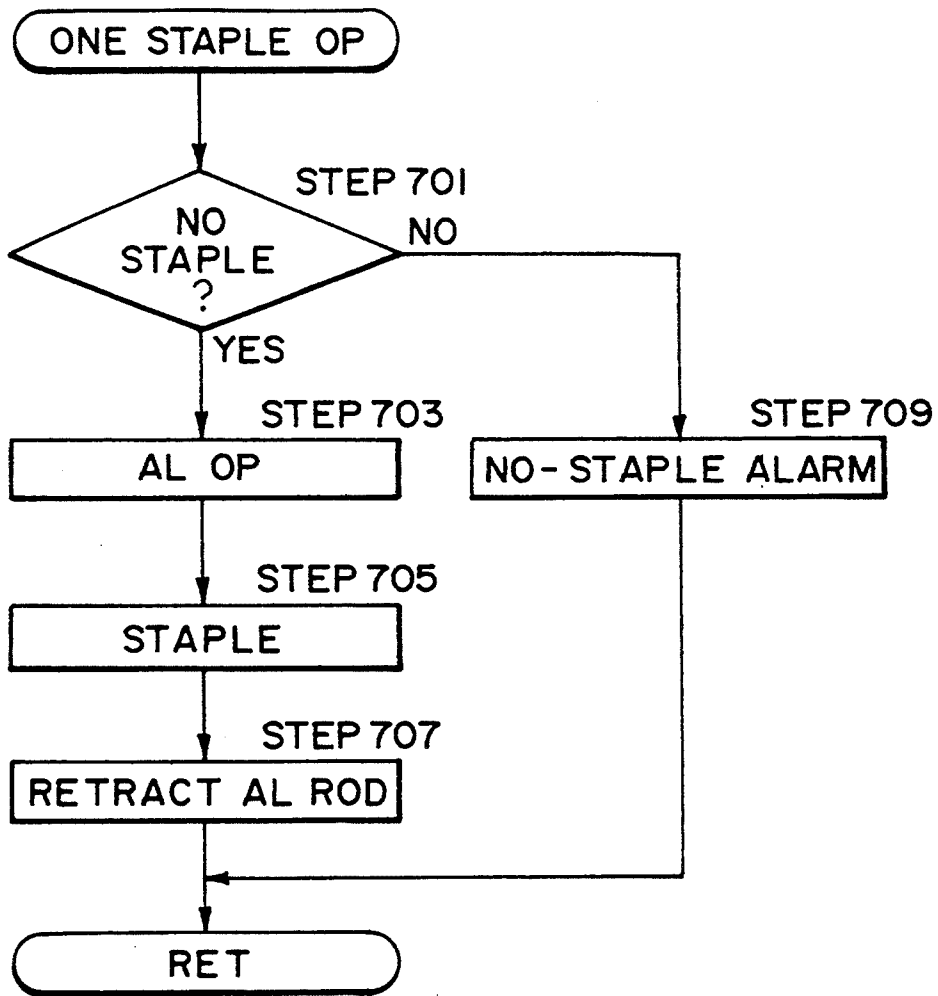 ONE STAPLE OP
STEP 701
NO
STAPLE
?
NO
YES
STEP 703
AL OP
STEP 709
NO-STAPLE ALARM
STEP 705
STAPLE
STEP 707
RETRACT AL ROD
RET